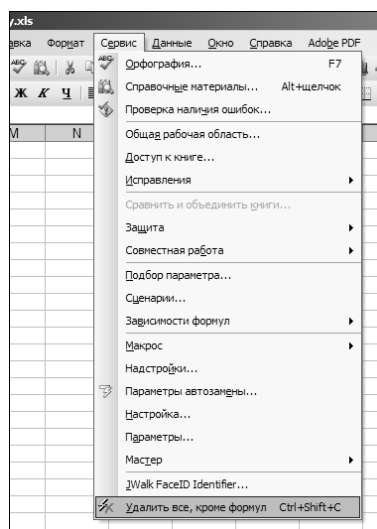 y.xls
авка Формат Сервис Данные Окно Справка Adobe PDF
Ж К Ч
M N
Орфография... F7
Справочные материалы... Alt+щелчок
Проверка наличия ошибок...
Общая рабочая область...
Доступ к книге...
Исправления
Сравнить и объединить книги...
Защита
Совместная работа
Подбор параметра...
Сценарии...
Зависимости формул
Макрос
Надстройки...
Параметры автозамены...
Настройка...
Параметры...
Мастер
JWalk FaceID Identifier...
Удалить все, кроме формул Ctrl+Shift+C